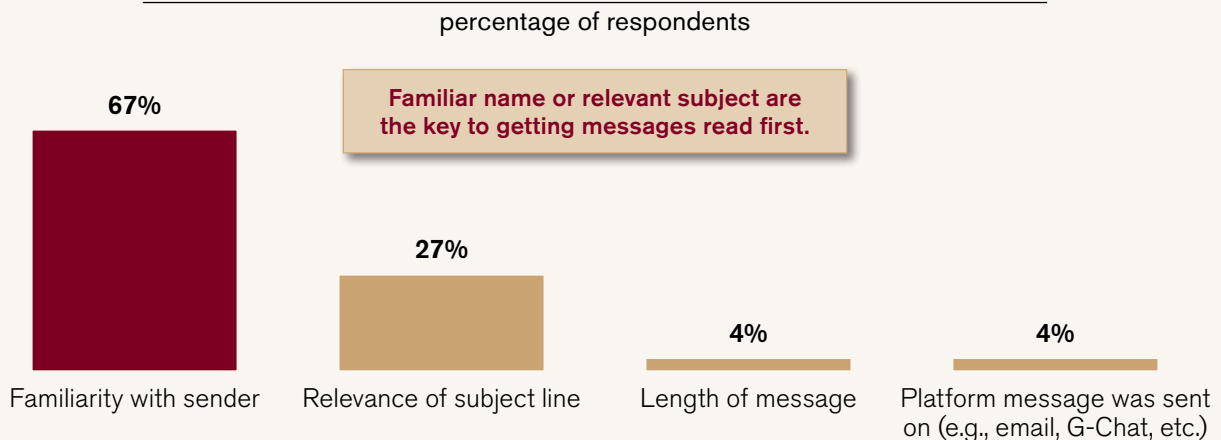 percentage of respondents
Familiar name or relevant subject are
the key to getting messages read first.
67%
27%
4%
4%
Familiarity with sender
Relevance of subject line
Length of message
Platform message was sent
on (e.g., email, G-Chat, etc.)